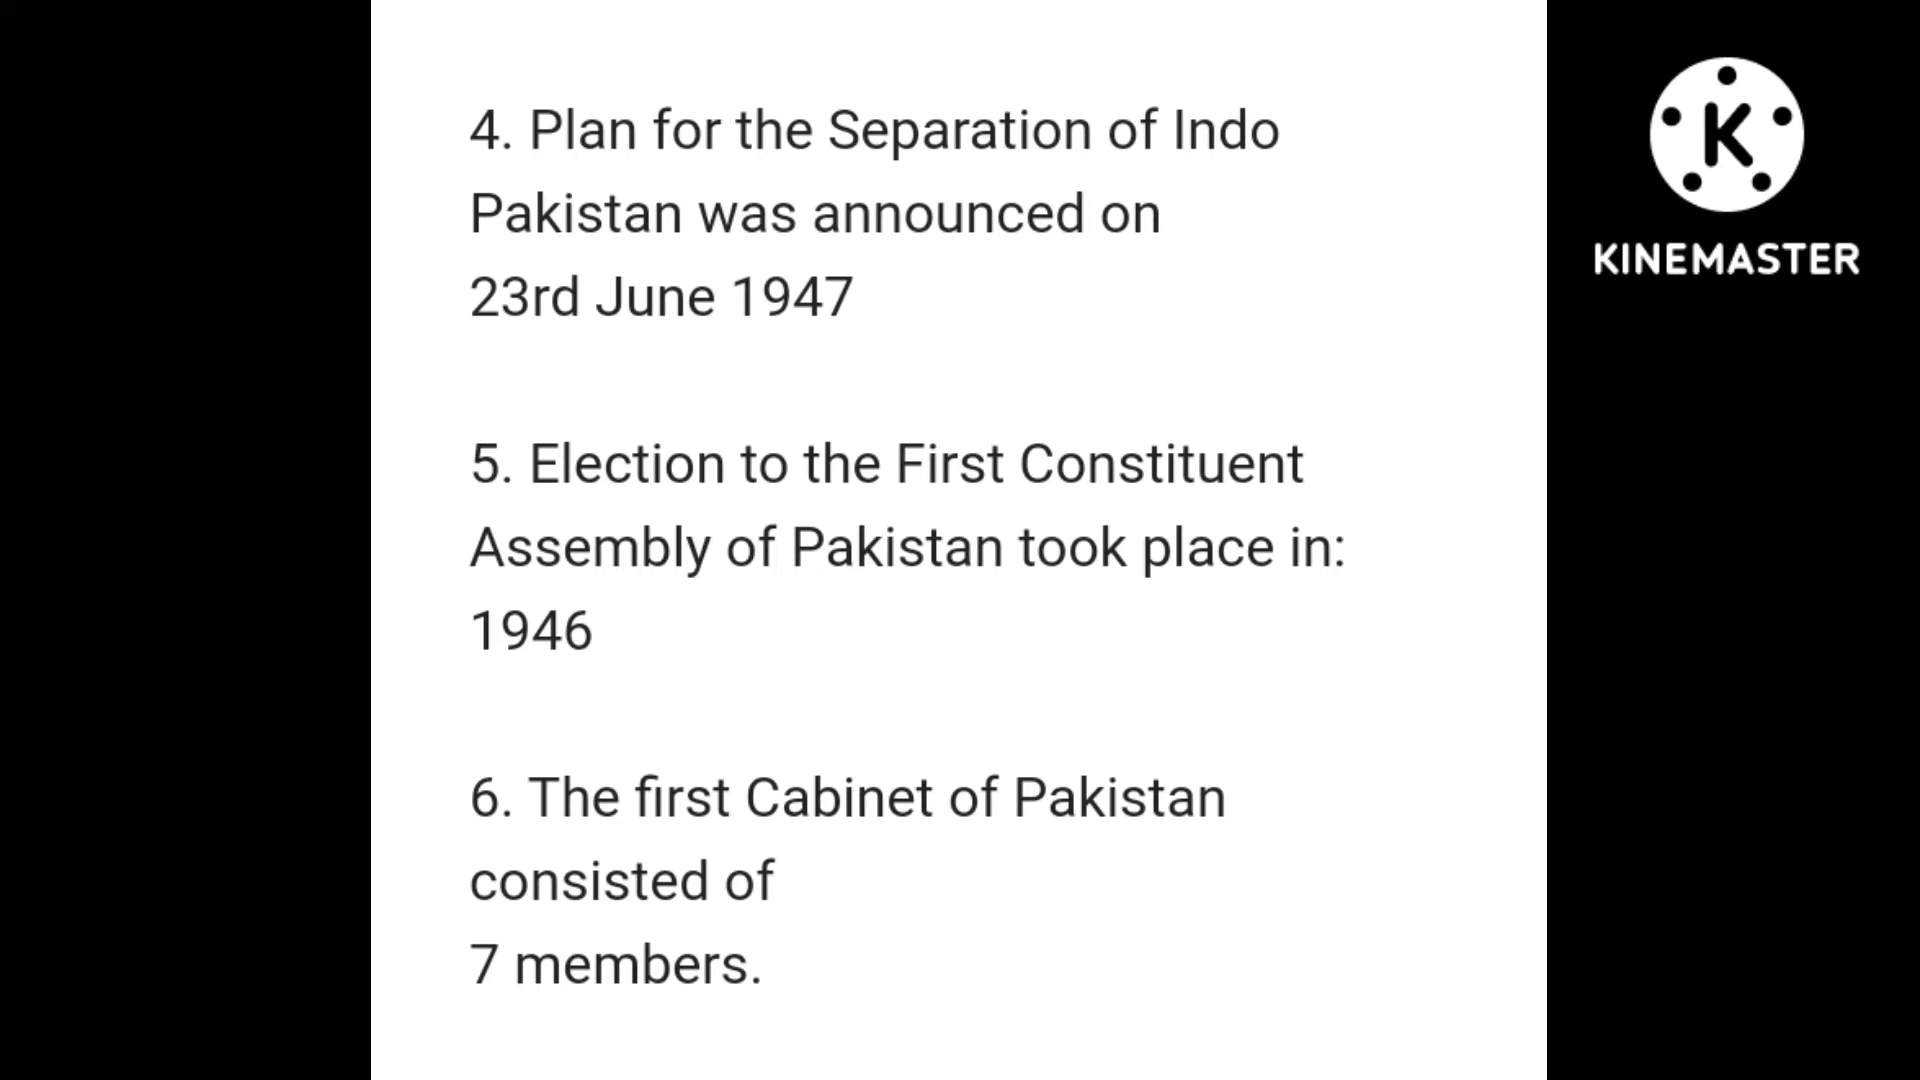 4. Plan for the Separation of Indo
Pakistan was announced on
23rd June 1947
5. Election to the First Constituent
Assembly of Pakistan took place in:
1946
6. The first Cabinet of Pakistan
consisted of
7 members.
K
KINEMASTER